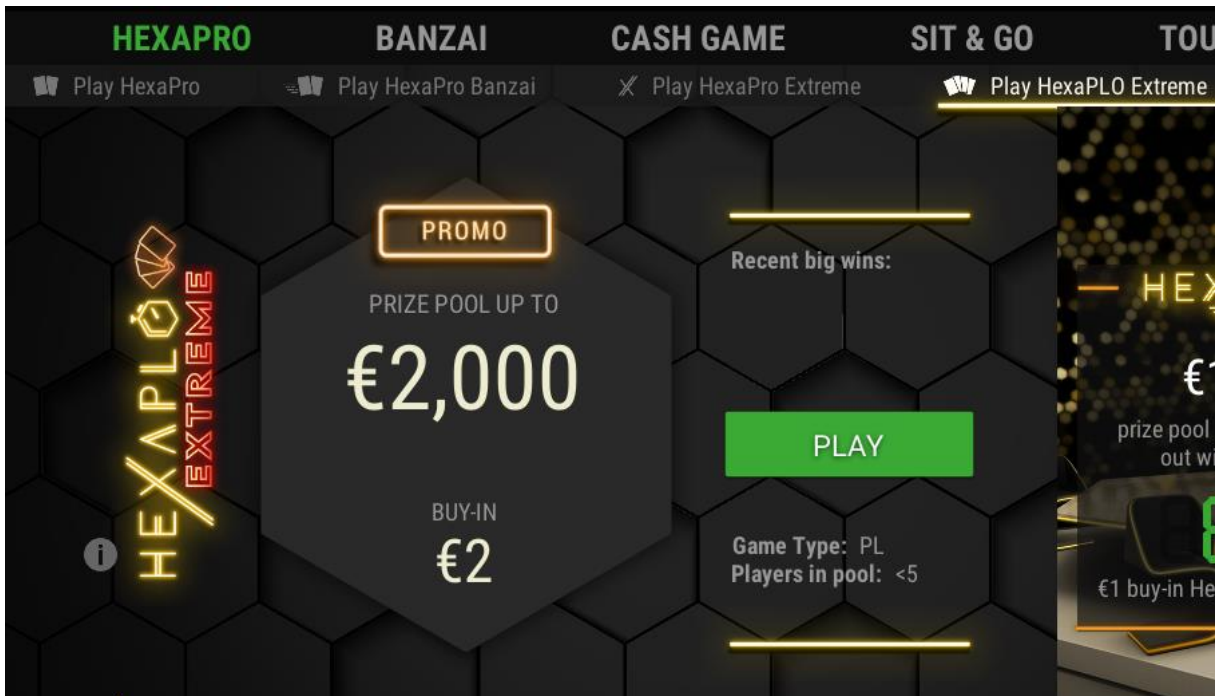 HEXAPRO BANZAI CASH GAME SIT & GO TOU
Play HexaPro Play HexaPro Banzai Play HexaPro Extreme Play HexaPLO Extreme
HEXAPLO
EXTREME
PROMO
PRIZE POOL UP TO
€2,000
BUY-IN
€2
Recent big wins:
PLAY
Game Type: PL
Players in pool: <5
HEX
€1
prize pool
out wi
8
€1 buy-in He